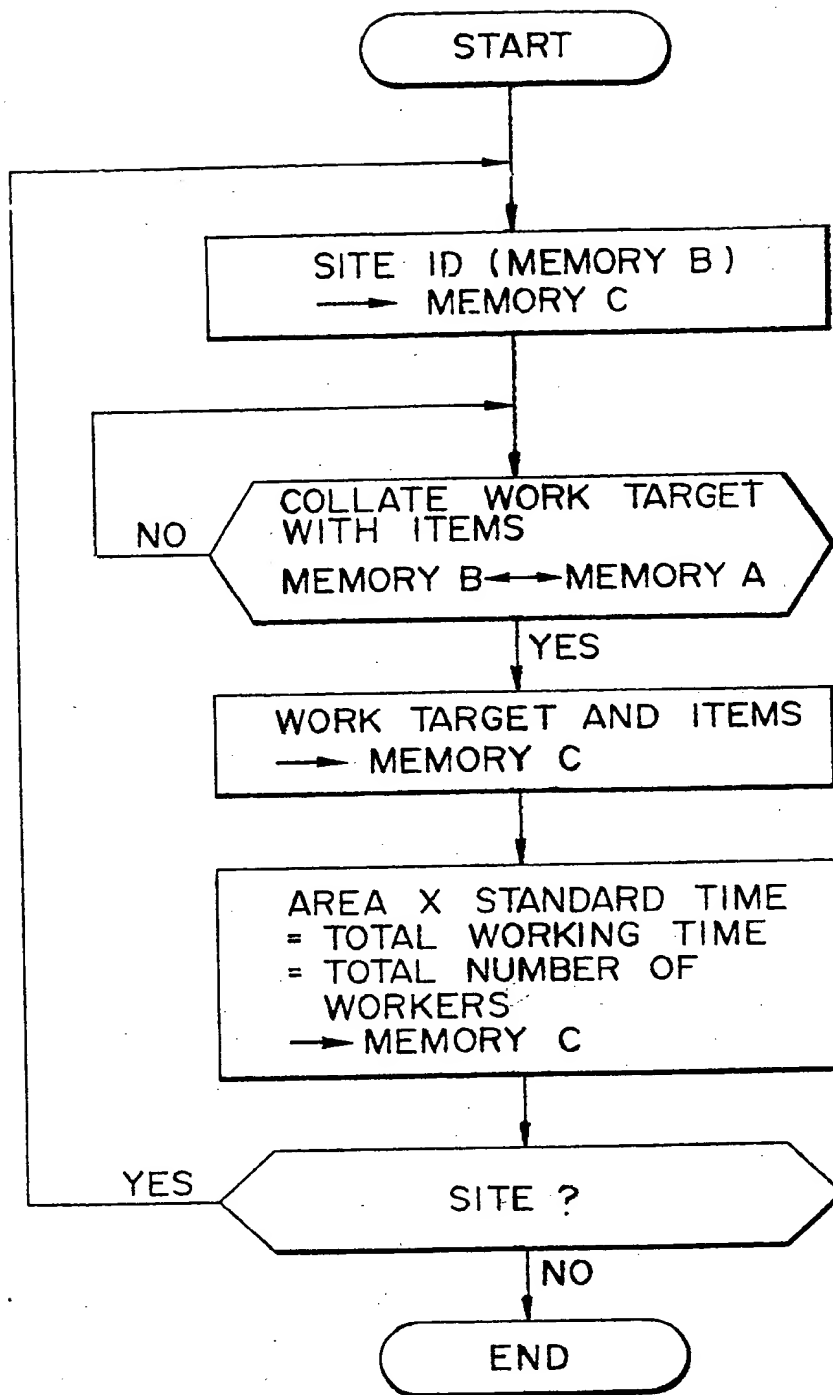 START
SITE ID (MEMORY B)
→ MEMORY C
COLLATE WORK TARGET
WITH ITEMS
NO
MEMORY B↔MEMORY A
YES
WORK TARGET AND ITEMS
→ MEMORY C
AREA X STANDARD TIME
= TOTAL WORKING TIME
= TOTAL NUMBER OF
WORKERS
→ MEMORY C
YES
SITE ?
NO
END